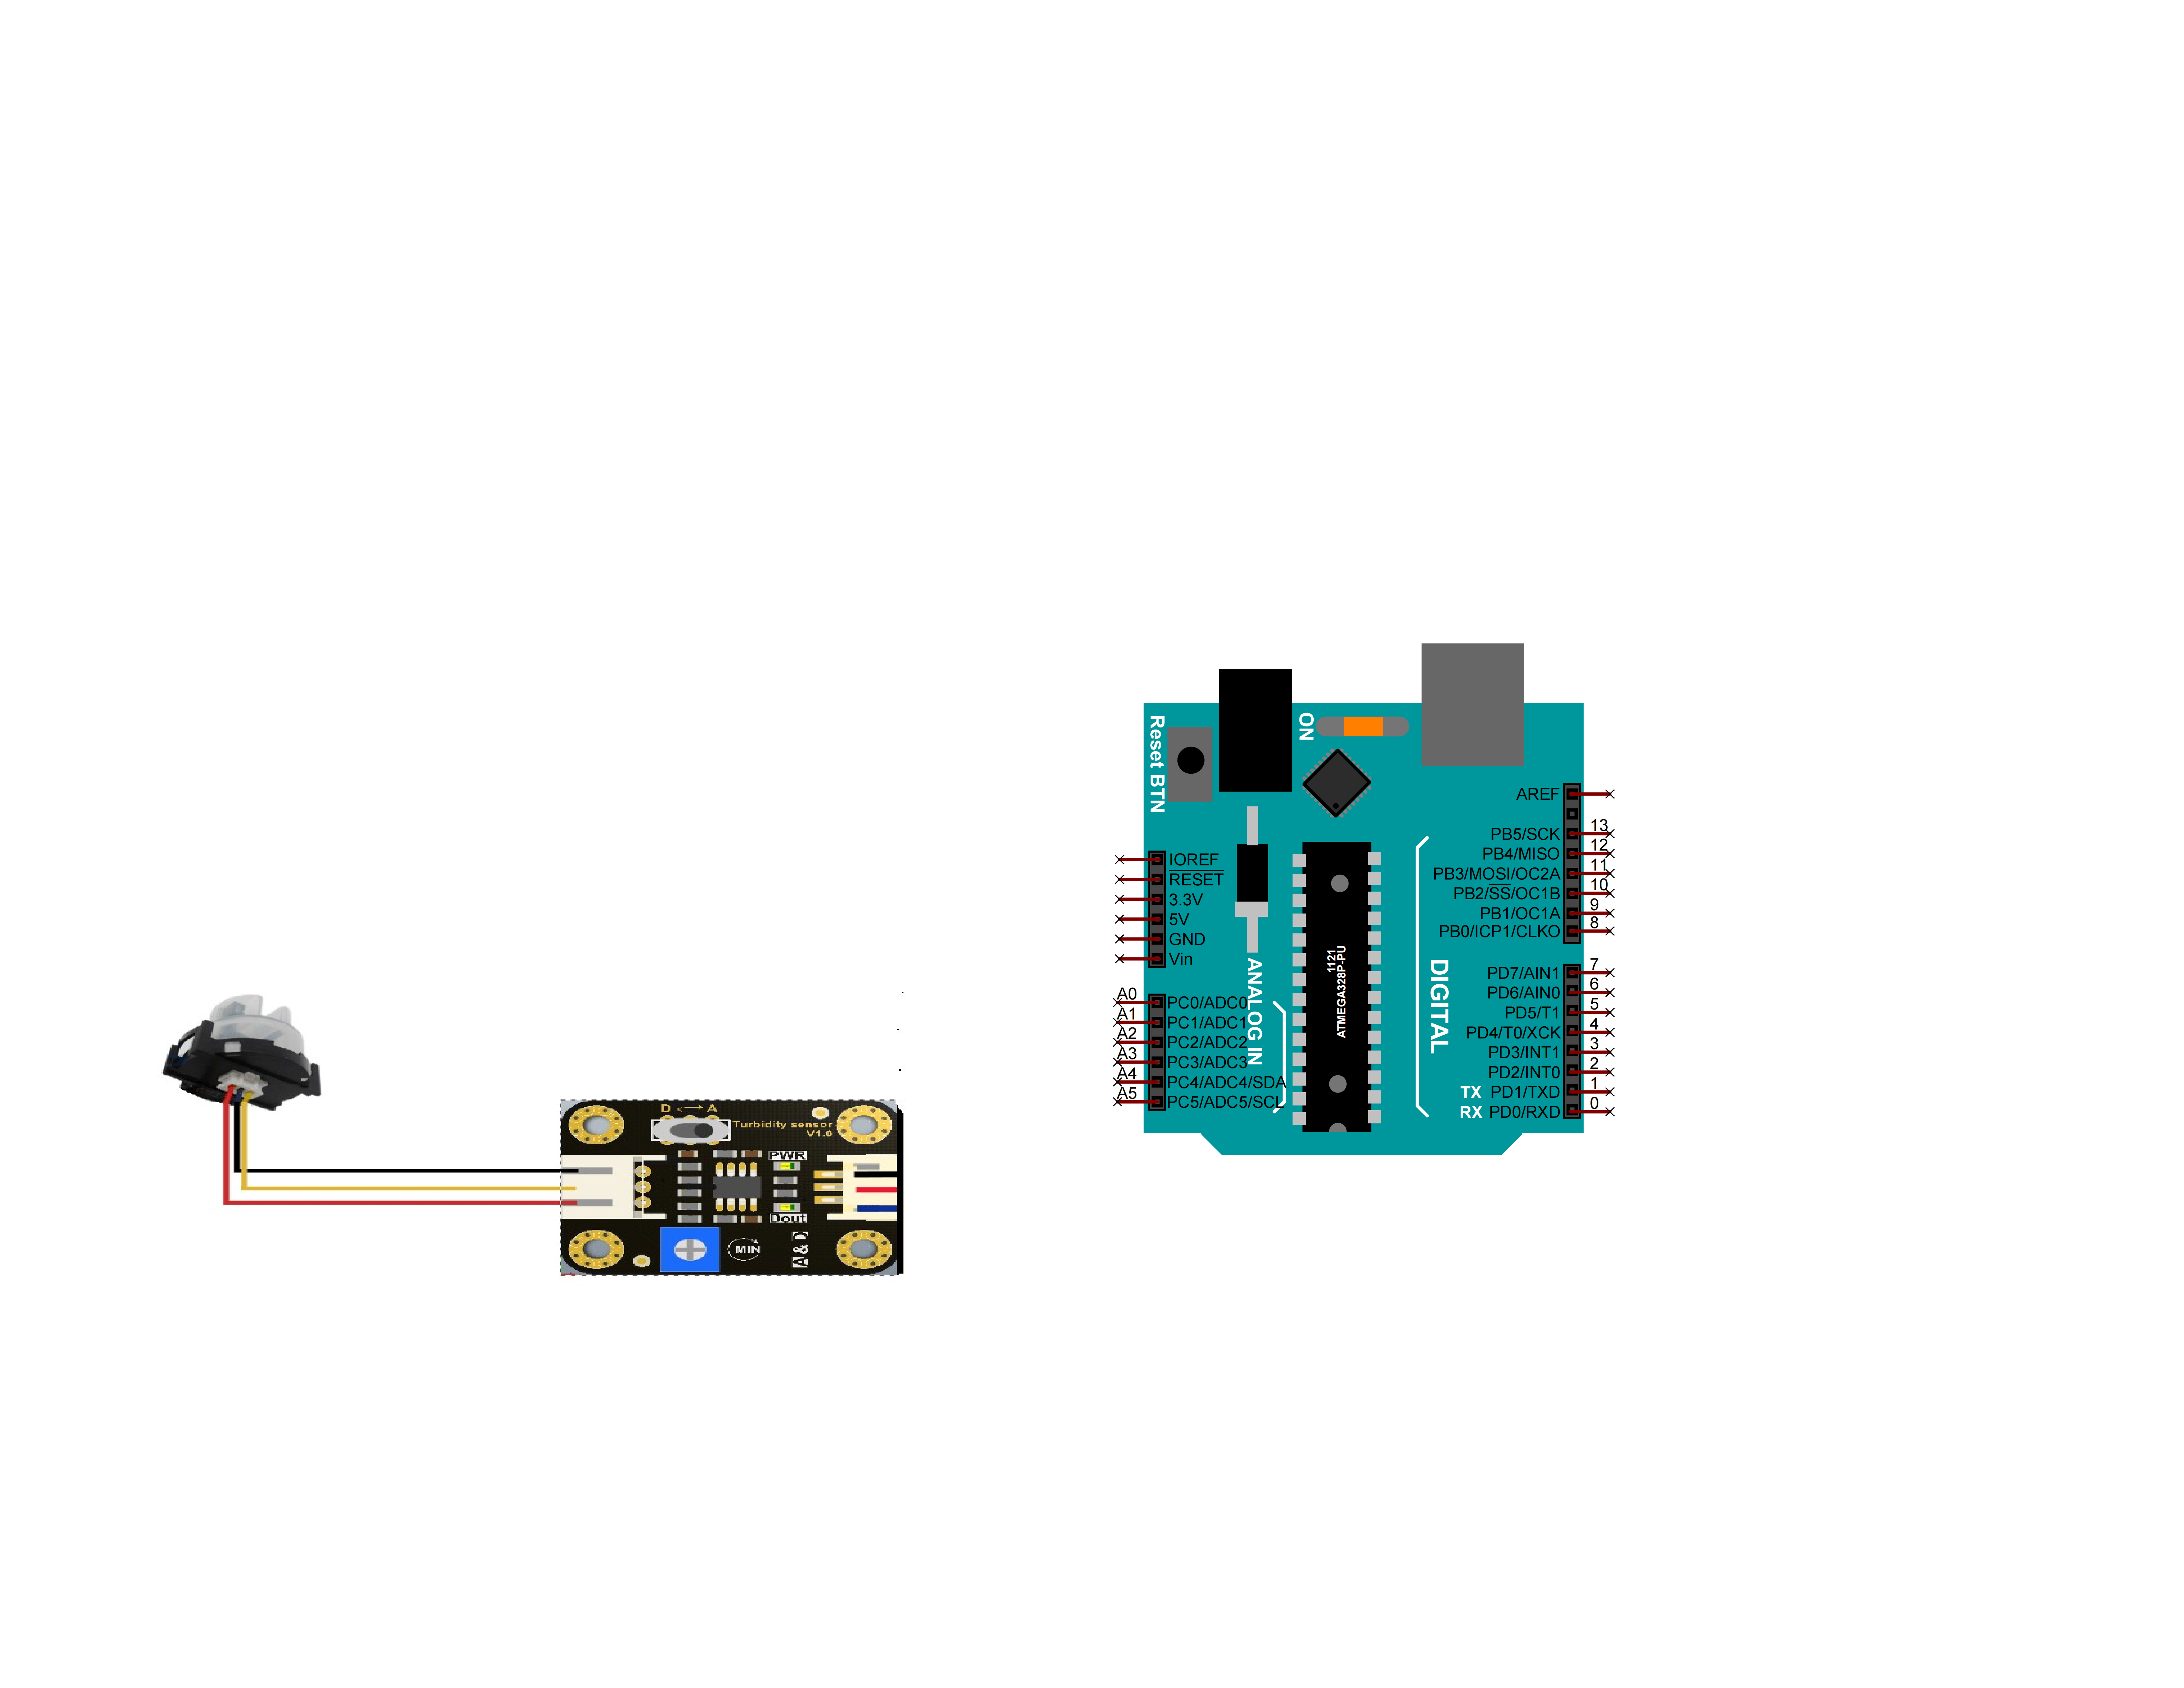 D <—> A
Turbidity sensor
V1.0
PWR
Dout
MIN
A & D
Reset BTN
ON
IOREF
RESET
3.3V
5V
GND
Vin
A0 PC0/ADC0
A1 PC1/ADC1
A2 PC2/ADC2
A3 PC3/ADC3
A4 PC4/ADC4/SDA
A5 PC5/ADC5/SCL
ANALOG IN
1121
ATMEGA328P-PU
DIGITAL
AREF
PB5/SCK 13
PB4/MISO 12
PB3/MOSI/OC2A 11
PB2/SS/OC1B 10
PB1/OC1A 9
PB0/ICP1/CLKO 8
PD7/AIN1 7
PD6/AIN0 6
PD5/T1 5
PD4/T0/XCK 4
PD3/INT1 3
PD2/INT0 2
TX PD1/TXD 1
RX PD0/RXD 0